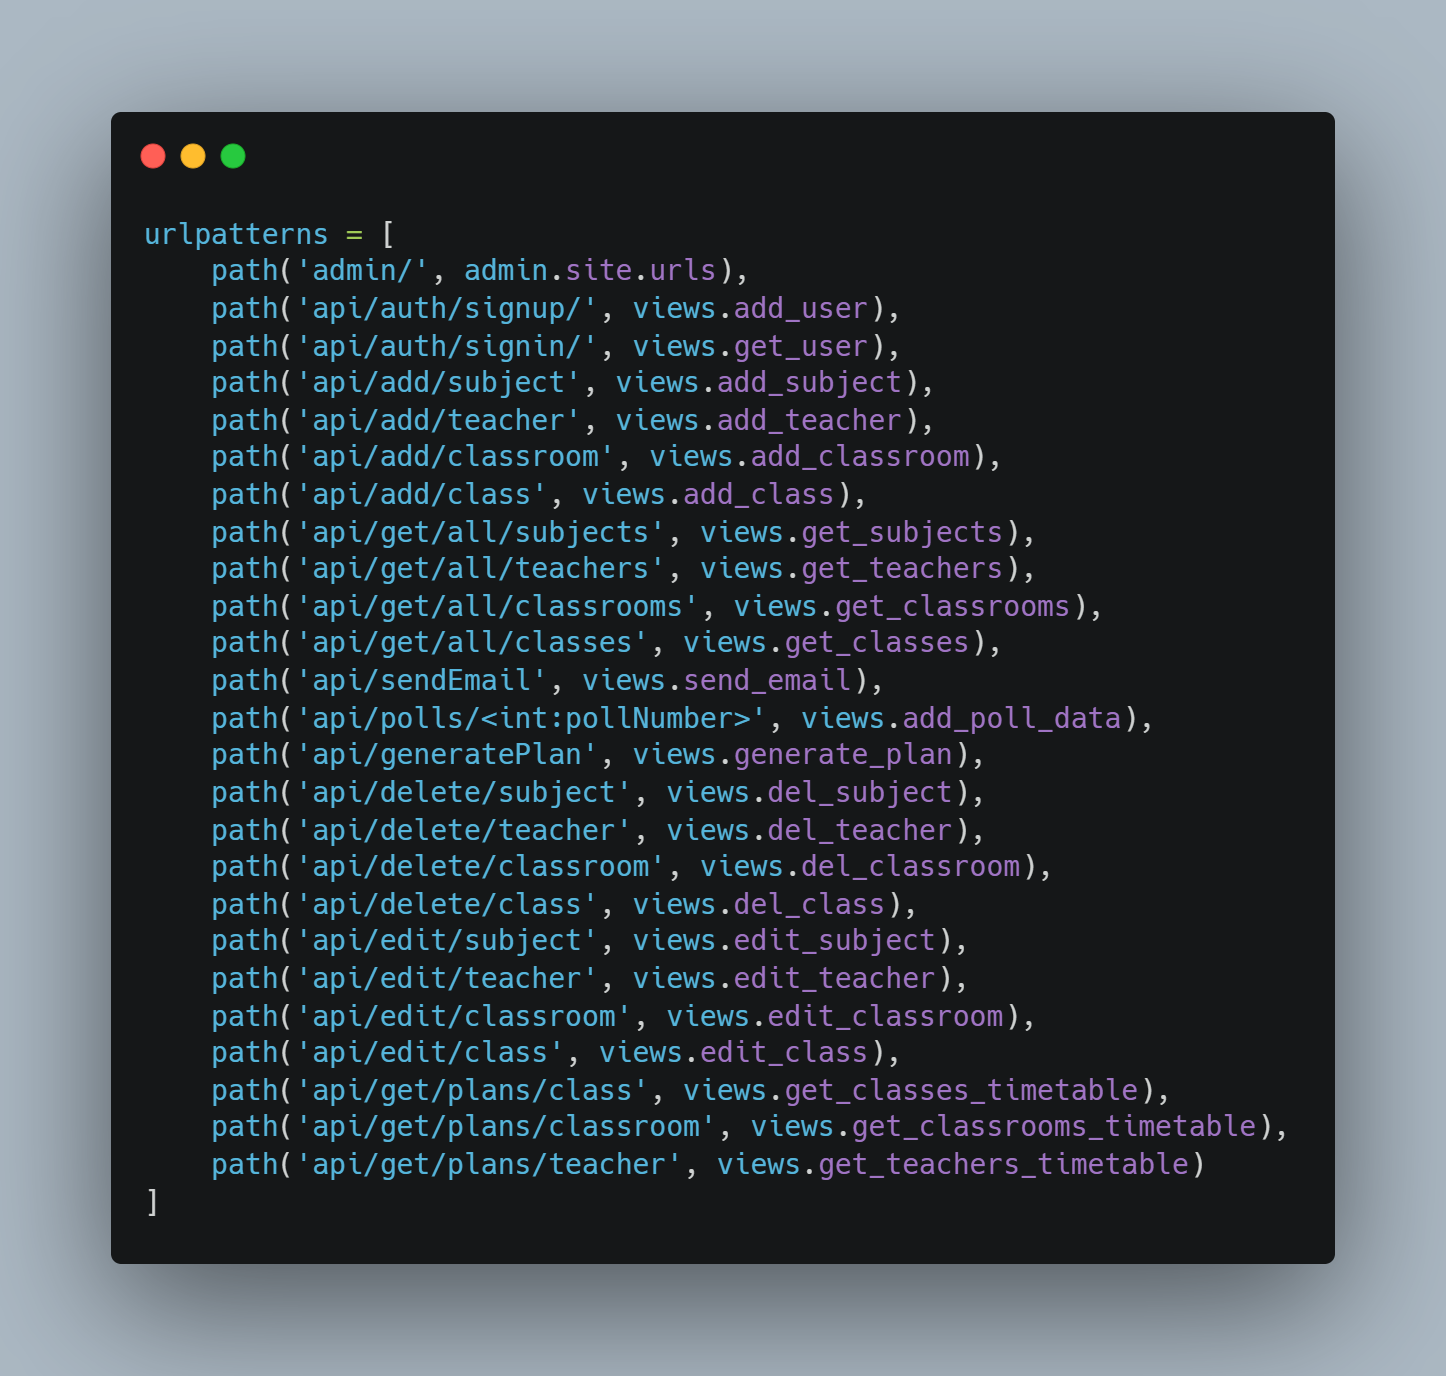 urlpatterns = [
    path('admin/', admin.site.urls),
    path('api/auth/signup/', views.add_user),
    path('api/auth/signin/', views.get_user),
    path('api/add/subject', views.add_subject),
    path('api/add/teacher', views.add_teacher),
    path('api/add/classroom', views.add_classroom),
    path('api/add/class', views.add_class),
    path('api/get/all/subjects', views.get_subjects),
    path('api/get/all/teachers', views.get_teachers),
    path('api/get/all/classrooms', views.get_classrooms),
    path('api/get/all/classes', views.get_classes),
    path('api/sendEmail', views.send_email),
    path('api/polls/<int:pollNumber>', views.add_poll_data),
    path('api/generatePlan', views.generate_plan),
    path('api/delete/subject', views.del_subject),
    path('api/delete/teacher', views.del_teacher),
    path('api/delete/classroom', views.del_classroom),
    path('api/delete/class', views.del_class),
    path('api/edit/subject', views.edit_subject),
    path('api/edit/teacher', views.edit_teacher),
    path('api/edit/classroom', views.edit_classroom),
    path('api/edit/class', views.edit_class),
    path('api/get/plans/class', views.get_classes_timetable),
    path('api/get/plans/classroom', views.get_classrooms_timetable),
    path('api/get/plans/teacher', views.get_teachers_timetable)
]